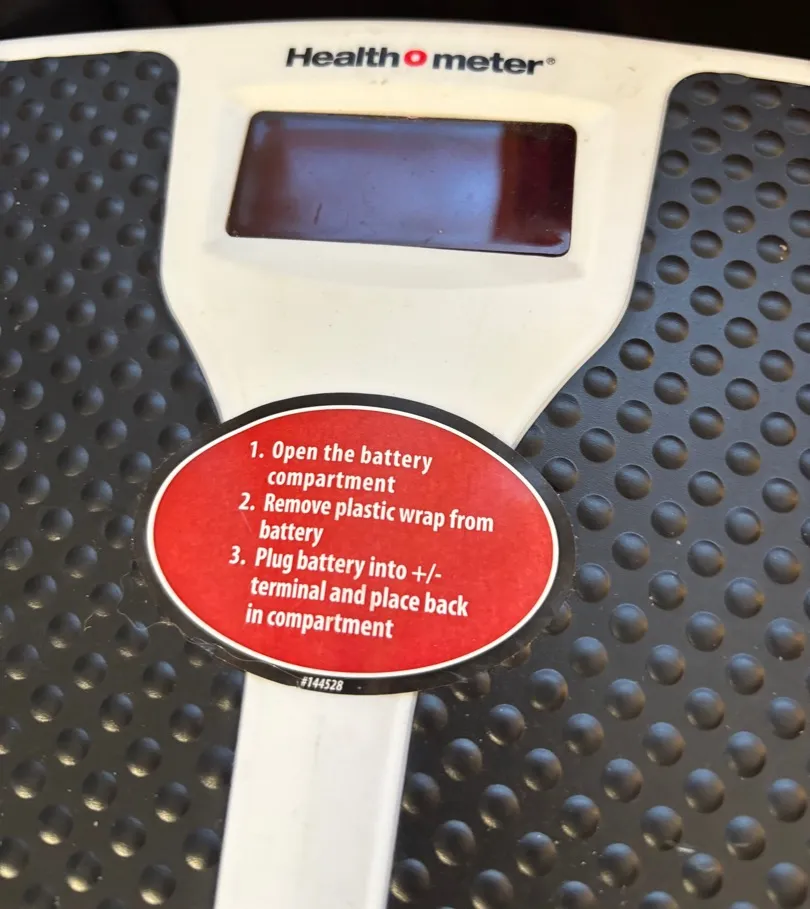 Health o meter®
1. Open the battery
compartment
2. Remove plastic wrap from
battery
3. Plug battery into +/-
terminal and place back
in compartment
#144528